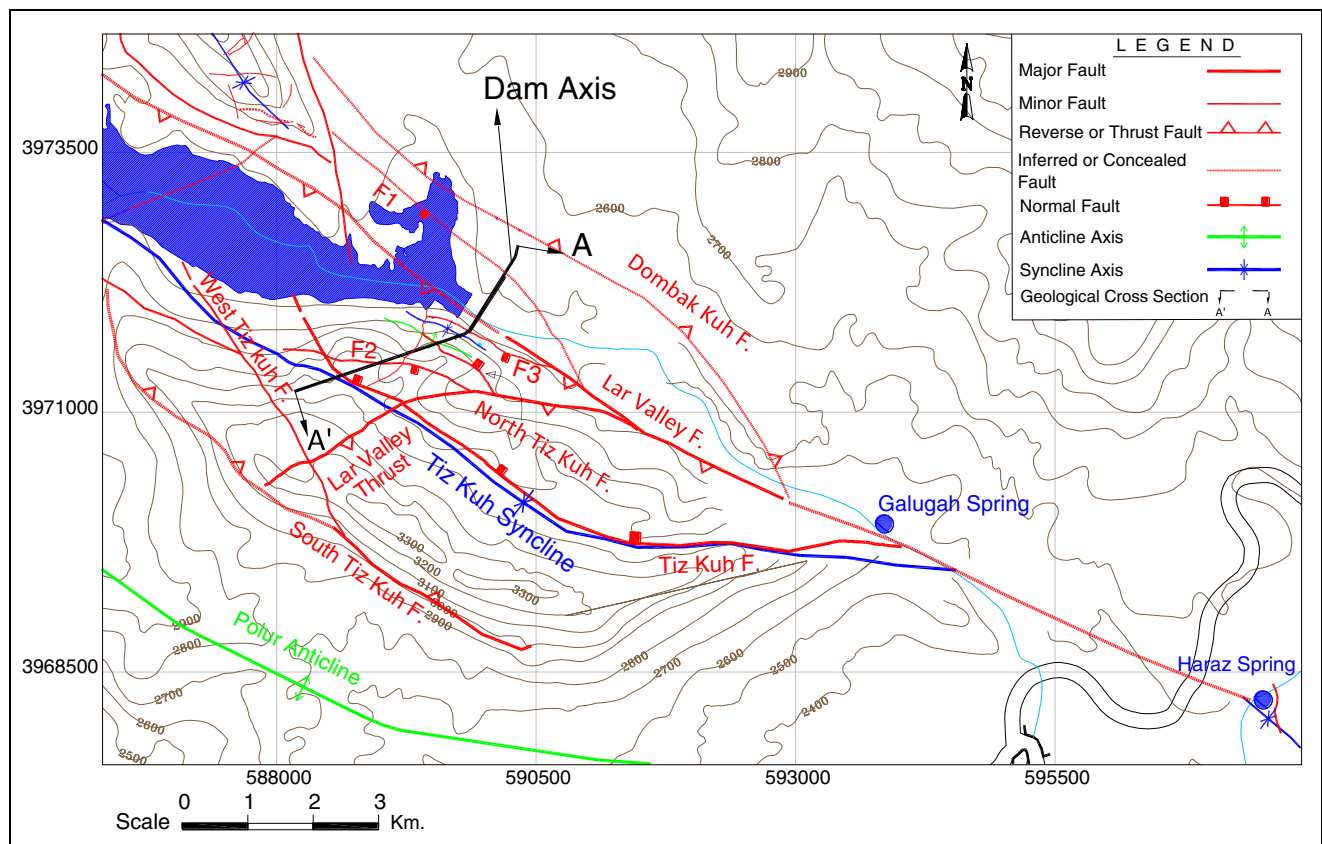 L E G E N D
Major Fault
Minor Fault
Reverse or Thrust Fault
Inferred or Concealed
Fault
Normal Fault
Anticline Axis
Syncline Axis
Geological Cross Section
A' A
N
Dam Axis
2900
2800
2600
2700
3973500
F1
A
Dombak Kuh F.
West Tiz kuh F.
F2
F3
Lar Valley F.
3971000
A'
North Tiz Kuh F.
Lar Valley
Thrust
Tiz Kuh Syncline
Galugah Spring
3300
3200
3100
3000
2900
3300
Tiz Kuh F.
South Tiz Kuh F.
2900
2800
2700
2600
2500
Polur Anticline
2800
2700
2600
2500
2400
3968500
Haraz Spring
588000
590500
593000
595500
0 1 2 3
Scale
Km.